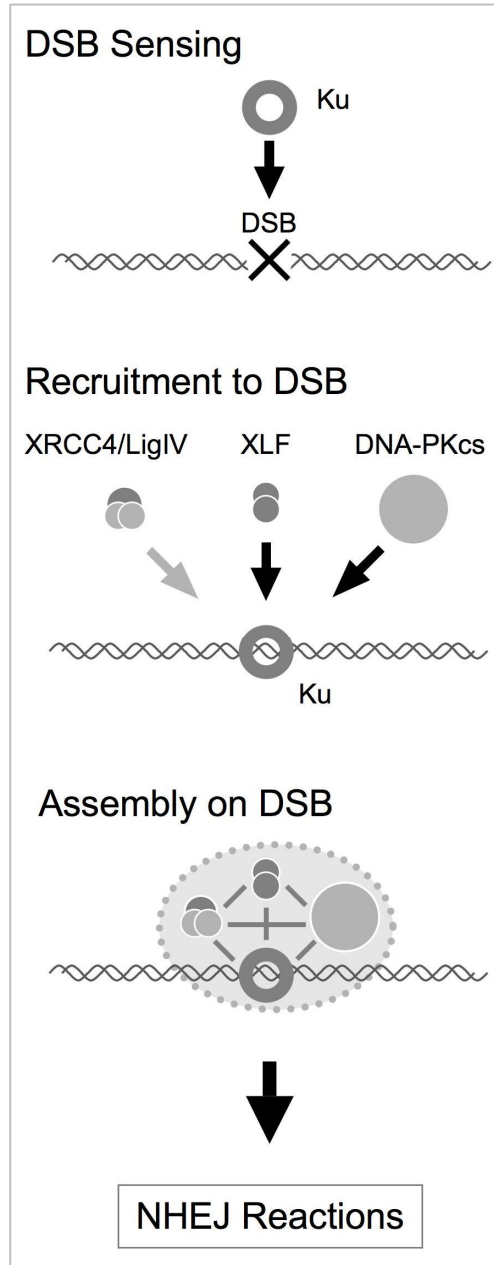 DSB Sensing
Ku
DSB
Recruitment to DSB
XRCC4/LigIV XLF DNA-PKcs
Ku
Assembly on DSB
NHEJ Reactions